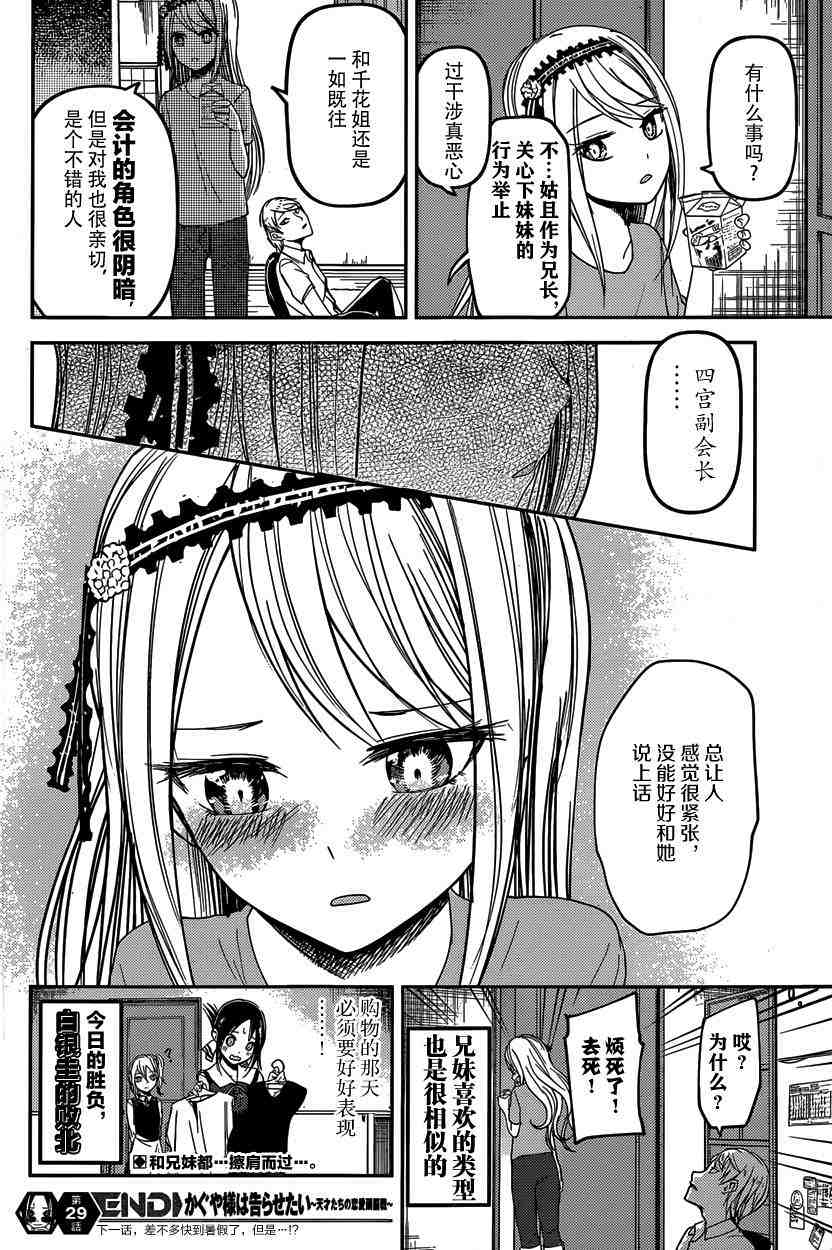 有什么事吗?
不…姑且作为兄长,
关心下妹妹的
行为举止
过干涉真恶心
和千花姐还是
一如既往
会计的角色很阴暗,
但是对我也很亲切,
是个不错的人
四宫副会长
……
总让人
感觉很紧张,
没能好好和她
说上话
哎?
为什么?
烦死了!
去死!
兄妹喜欢的类型
也是很相似的
购物的那天
必须要好好表现
……!
?
今日的胜负,
白银圭的败北
和兄妹都…擦肩而过…。
第29話
END
かぐや様は告らせたい~天才たちの恋愛頭脳戦~
下一话,差不多快到暑假了,但是…!?